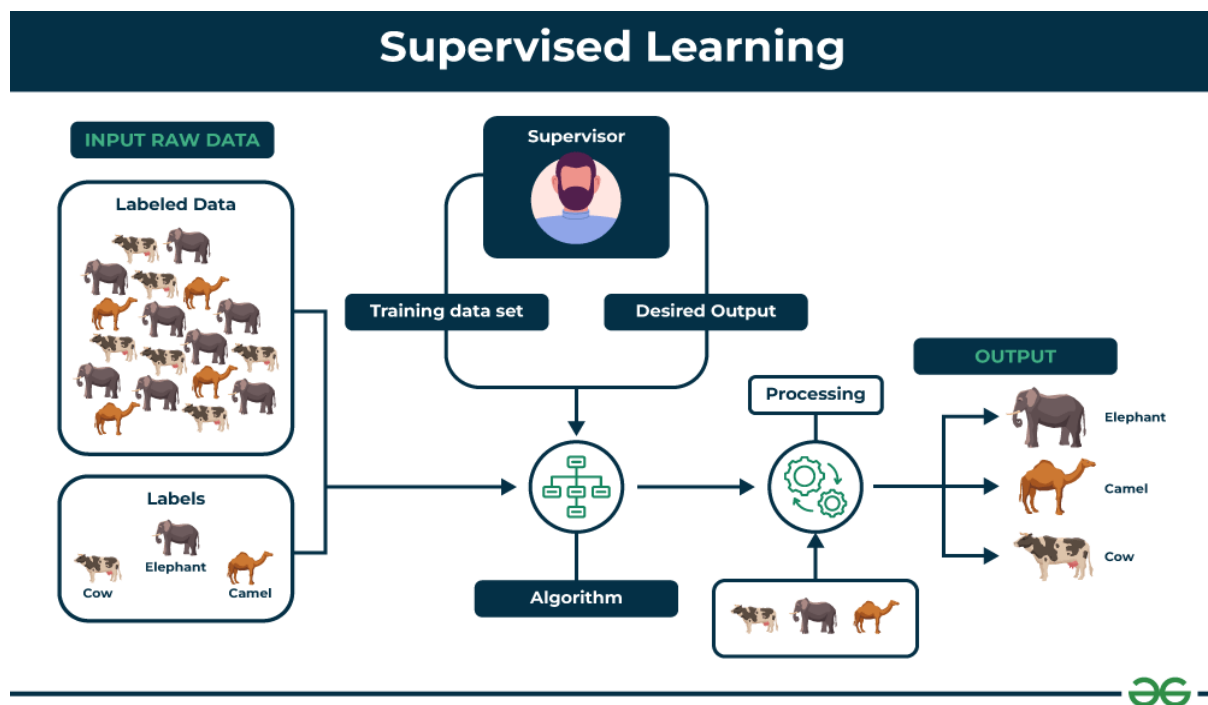 Supervised Learning
INPUT RAW DATA
Labeled Data
Labels
Cow
Elephant
Camel
Supervisor
Training data set
Desired Output
Algorithm
Processing
OUTPUT
Elephant
Camel
Cow